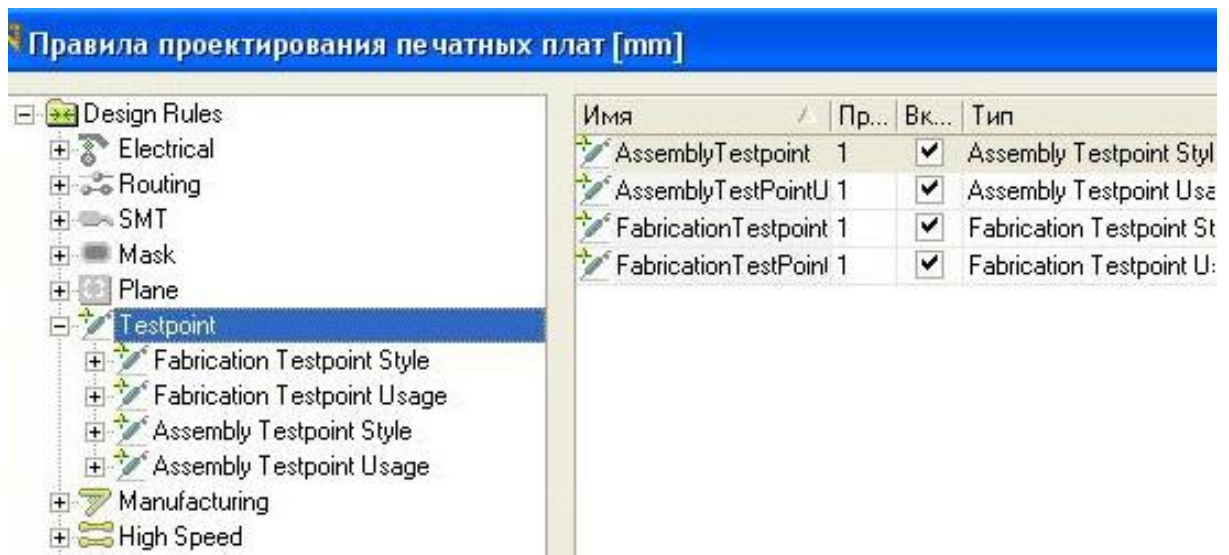 Правила проектирования печатных плат [mm]
Design Rules
Electrical
Routing
SMT
Mask
Plane
Testpoint
Fabrication Testpoint Style
Fabrication Testpoint Usage
Assembly Testpoint Style
Assembly Testpoint Usage
Manufacturing
High Speed
Имя Пр... Вк... Тип
AssemblyTestpoint 1 Assembly Testpoint Styl
AssemblyTestPointU 1 Assembly Testpoint Usa
FabricationTestpoint 1 Fabrication Testpoint St
FabricationTestPoint 1 Fabrication Testpoint U